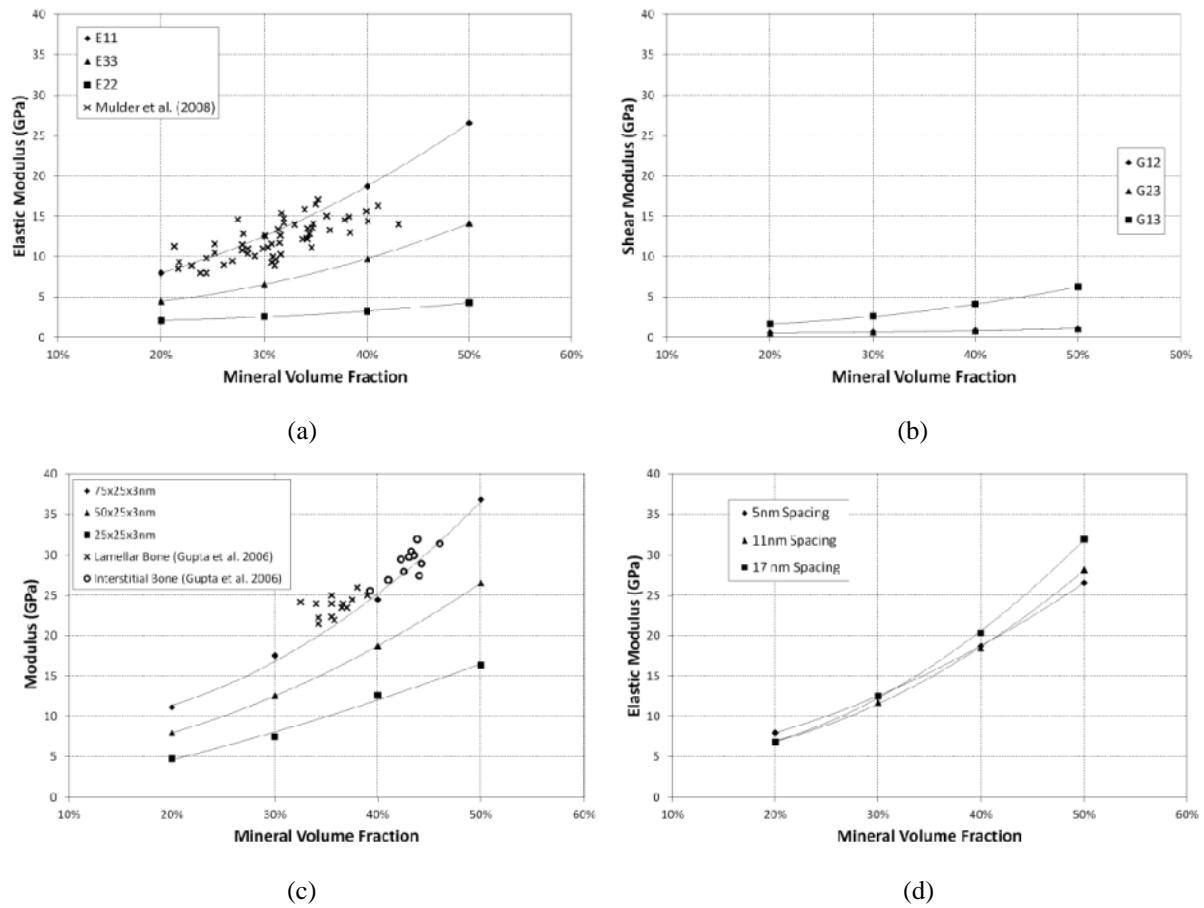 40
35
30
25
20
15
10
5
0
Elastic Modulus (GPa)
E11
E33
E22
Mulder et al. (2008)
10% 20% 30% 40% 50% 60%
Mineral Volume Fraction
(a)
40
35
30
25
20
15
10
5
0
Shear Modulus (GPa)
G12
G23
G13
10% 20% 30% 40% 50% 50%
Mineral Volume Fraction
(b)
40
35
30
25
20
15
10
5
0
Modulus (GPa)
75x25x3nm
50x25x3nm
25x25x3nm
Lamellar Bone (Gupta et al. 2006)
Interstitial Bone (Gupta et al. 2006)
10% 20% 30% 40% 50% 60%
Mineral Volume Fraction
(c)
40
35
30
25
20
15
10
5
0
Elastic Modulus (GPa)
5nm Spacing
11nm Spacing
17 nm Spacing
10% 20% 30% 40% 50% 60%
Mineral Volume Fraction
(d)